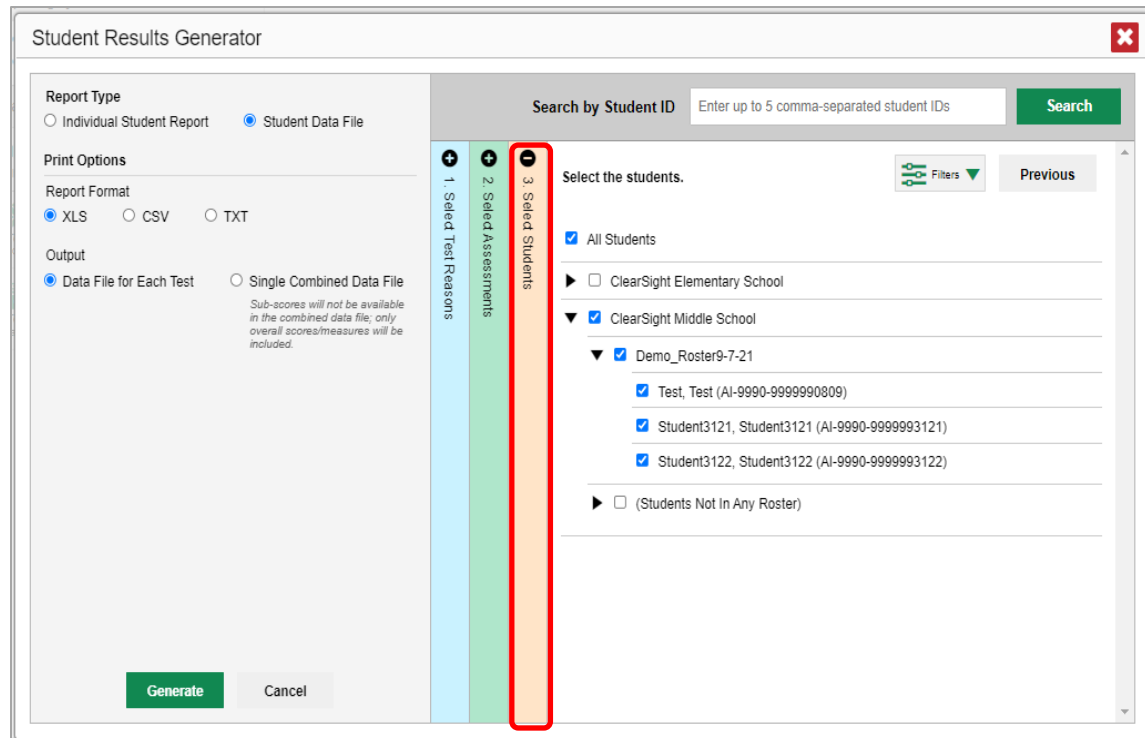 Student Results Generator
Report Type
Individual Student Report
Student Data File
Print Options
Report Format
XLS
CSV
TXT
Output
Data File for Each Test
Single Combined Data File
Sub-scores will not be available
in the combined data file; only
overall scores/measures will be
included.
Generate
Cancel
Search by Student ID
Enter up to 5 comma-separated student IDs
Search
1. Select Test Reasons
2. Select Assessments
3. Select Students
Select the students.
Filters
Previous
All Students
ClearSight Elementary School
ClearSight Middle School
Demo_Roster9-7-21
Test, Test (AI-9990-9999990809)
Student3121, Student3121 (AI-9990-9999993121)
Student3122, Student3122 (AI-9990-9999993122)
(Students Not In Any Roster)